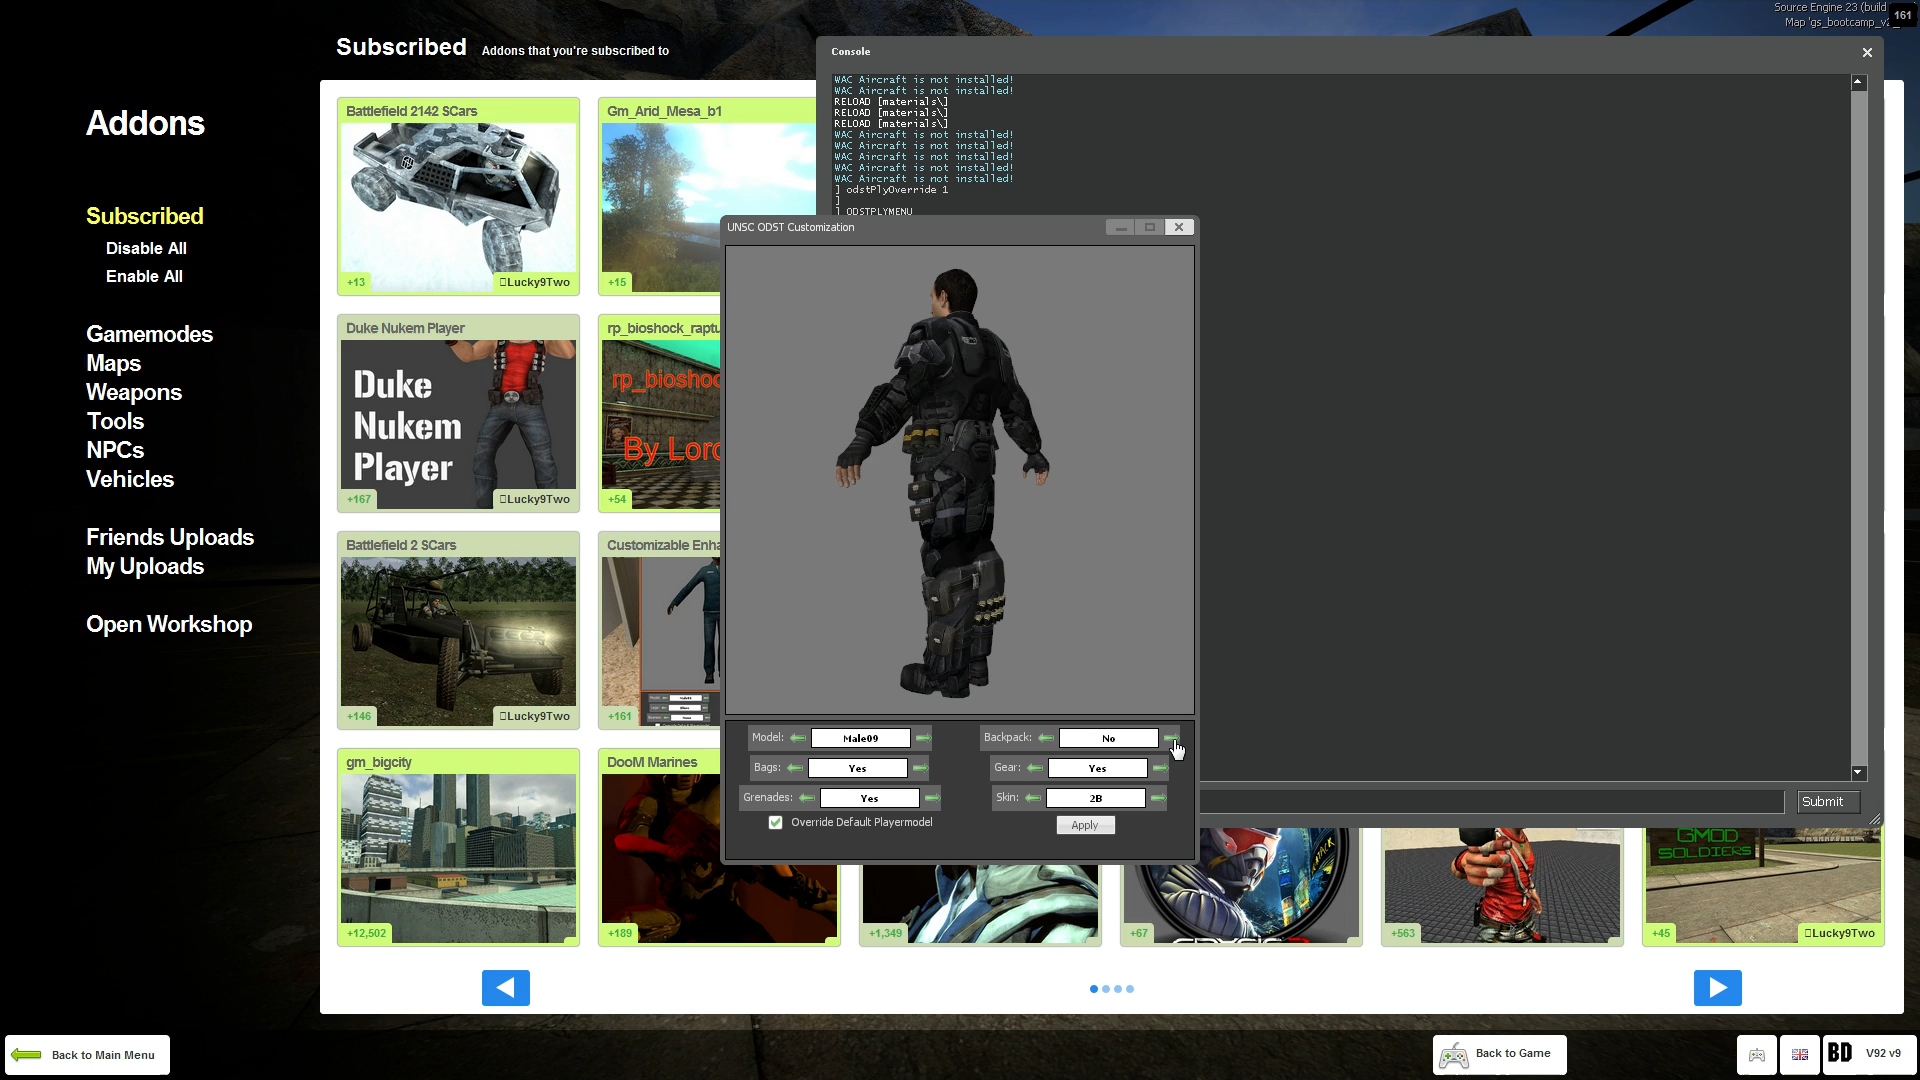 Source Engine 23 (build
161
Map 'gs_bootcamp_v2_
Subscribed Addons that you're subscribed to
Addons
Subscribed
Disable All
Enable All
Gamemodes
Maps
Weapons
Tools
NPCs
Vehicles
Friends Uploads
My Uploads
Open Workshop
Battlefield 2142 SCars
+13
Lucky9Two
Gm_Arid_Mesa_b1
+15
Duke Nukem Player
Duke
Nukem
Player
+167
Lucky9Two
rp_bioshock_raptu
rp_bioshoc
By Lord
+54
Battlefield 2 SCars
+146
Lucky9Two
Customizable Enha
+161
gm_bigcity
+12,502
DooM Marines
+189
+1,349
+67
+563
GMOD
SOLDIERS
+45
Lucky9Two
Console
WAC Aircraft is not installed!
WAC Aircraft is not installed!
RELOAD [materials\]
RELOAD [materials\]
RELOAD [materials\]
WAC Aircraft is not installed!
WAC Aircraft is not installed!
WAC Aircraft is not installed!
WAC Aircraft is not installed!
WAC Aircraft is not installed!
] odstPlyOverride 1
]
] ODSTPLYMENU
Submit
UNSC ODST Customization
Model: Male09
Backpack: No
Bags: Yes
Gear: Yes
Grenades: Yes
Skin: 2B
Override Default Playermodel
Apply
Back to Main Menu
Back to Game
BD V92 v9